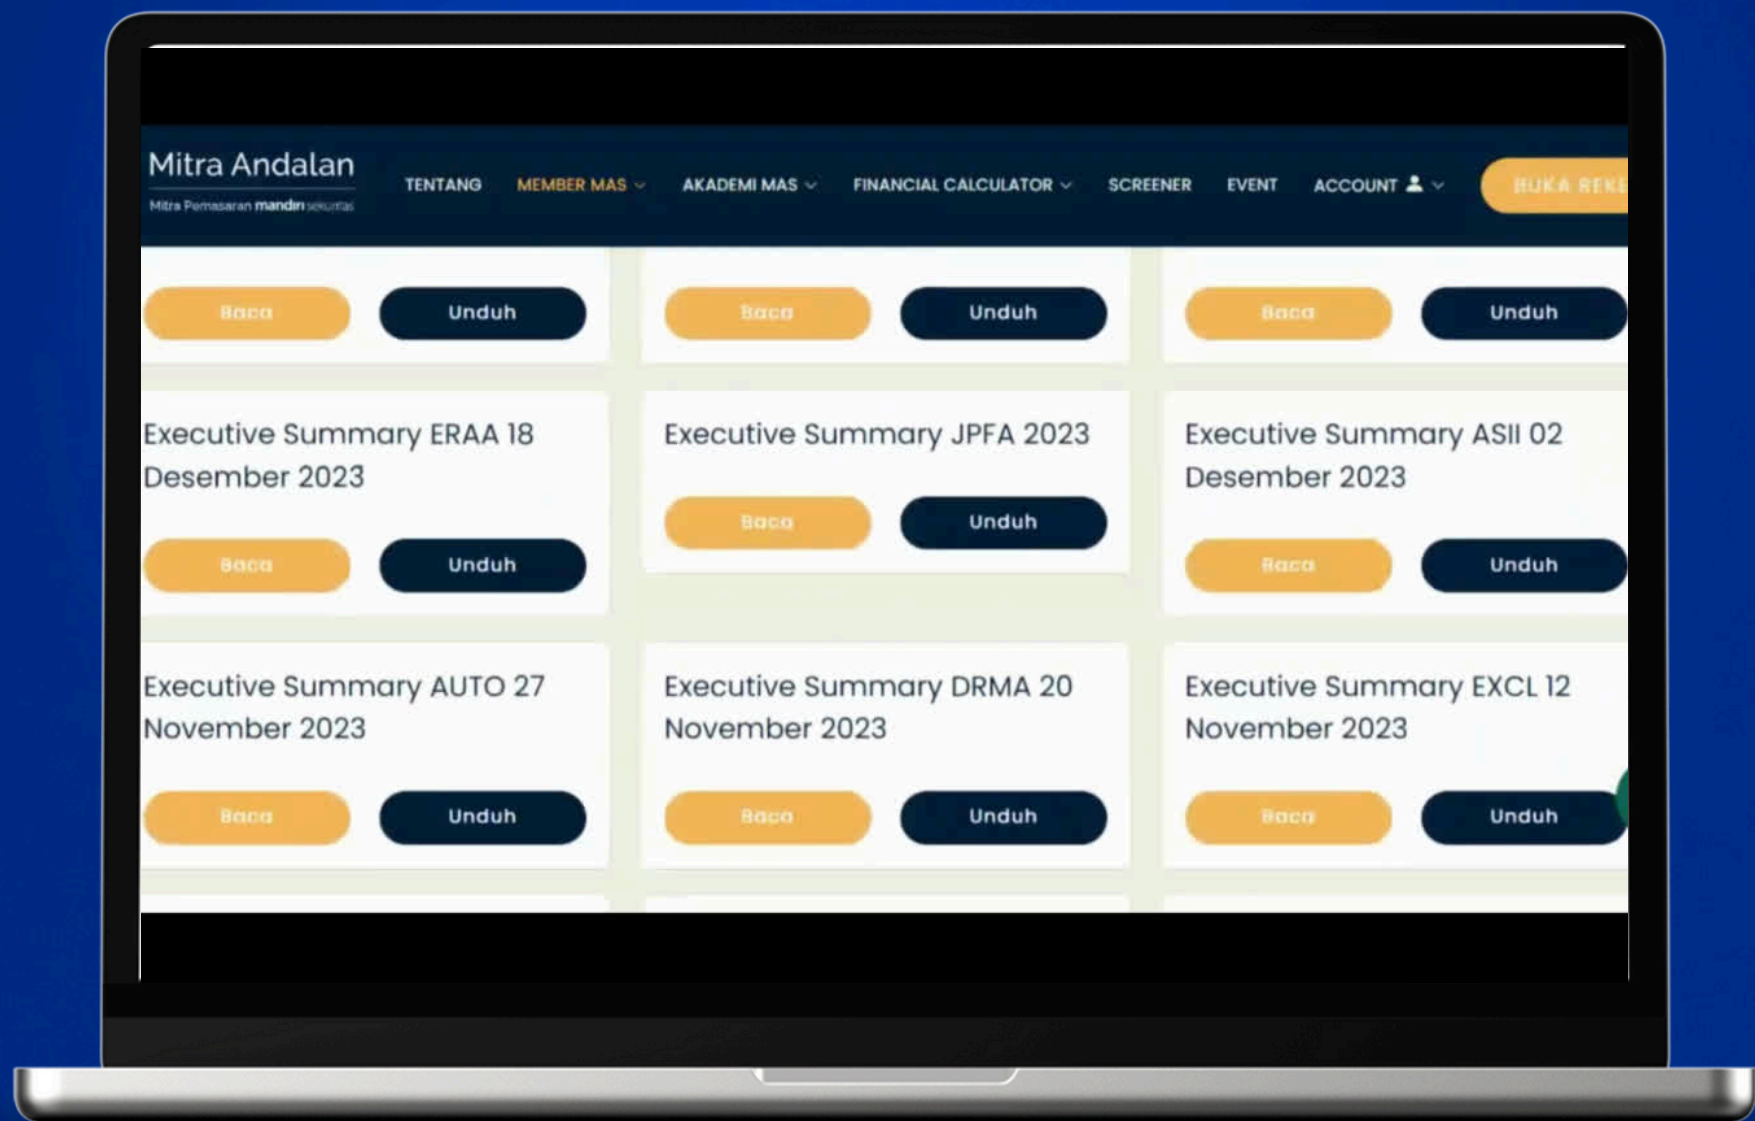 Mitra Andalan
Mitra Pemasaran mandiri sekuritas
TENTANG MEMBER MAS AKADEMI MAS FINANCIAL CALCULATOR SCREENER EVENT ACCOUNT BUKA REKE
Baca Unduh Baca Unduh Baca Unduh
Executive Summary ERAA 18
Desember 2023
Baca Unduh
Executive Summary JPFA 2023
Baca Unduh
Executive Summary ASII 02
Desember 2023
Baca Unduh
Executive Summary AUTO 27
November 2023
Baca Unduh
Executive Summary DRMA 20
November 2023
Baca Unduh
Executive Summary EXCL 12
November 2023
Baca Unduh